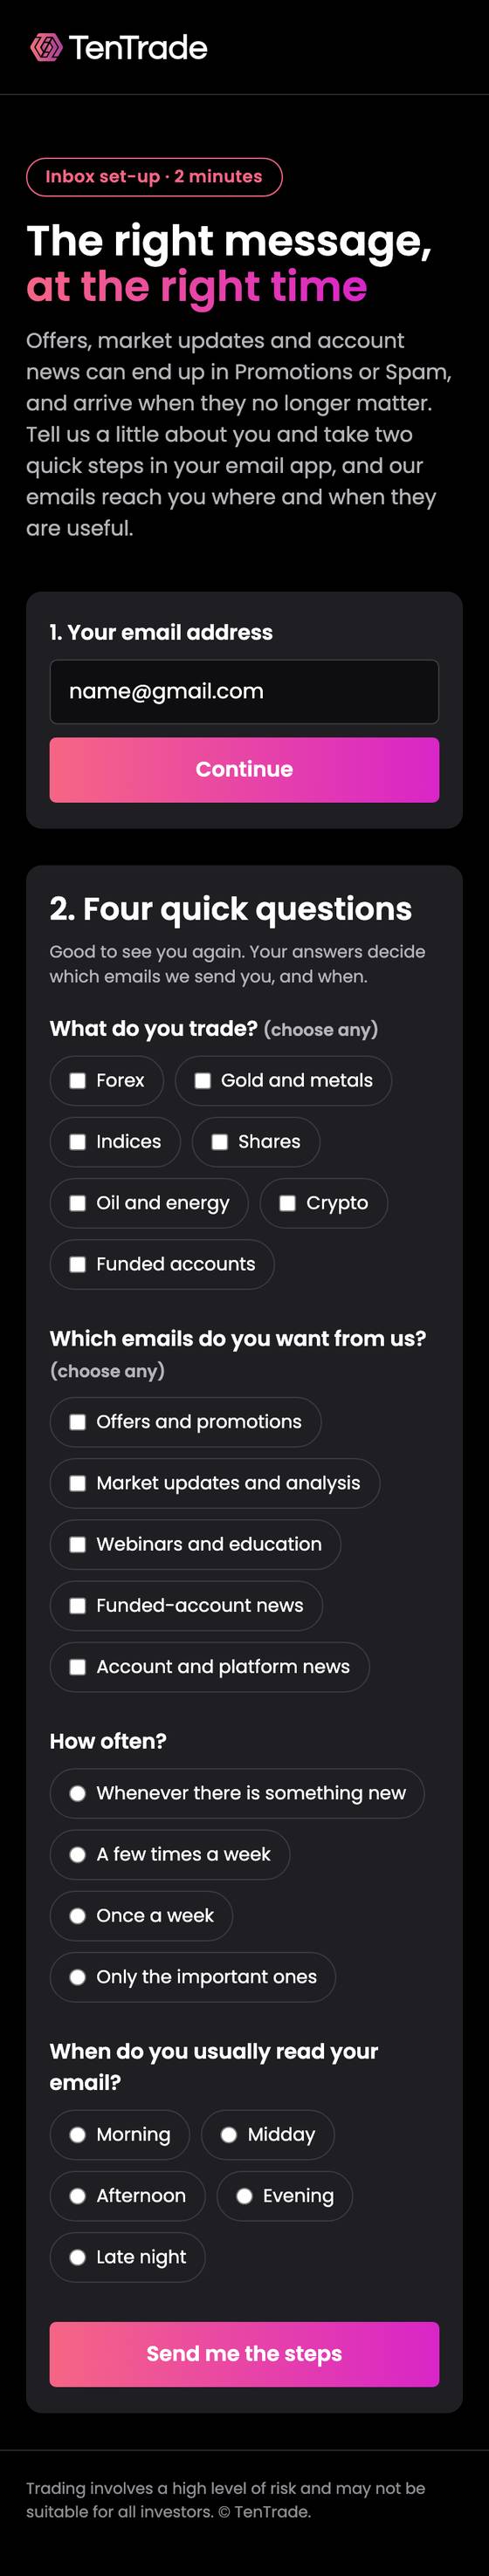 TenTrade
Inbox set-up · 2 minutes
The right message,
at the right time
Offers, market updates and account
news can end up in Promotions or Spam,
and arrive when they no longer matter.
Tell us a little about you and take two
quick steps in your email app, and our
emails reach you where and when they
are useful.
1. Your email address
name@gmail.com
Continue
2. Four quick questions
Good to see you again. Your answers decide
which emails we send you, and when.
What do you trade? (choose any)
Forex
Gold and metals
Indices
Shares
Oil and energy
Crypto
Funded accounts
Which emails do you want from us?
(choose any)
Offers and promotions
Market updates and analysis
Webinars and education
Funded-account news
Account and platform news
How often?
Whenever there is something new
A few times a week
Once a week
Only the important ones
When do you usually read your
email?
Morning
Midday
Afternoon
Evening
Late night
Send me the steps
Trading involves a high level of risk and may not be
suitable for all investors. © TenTrade.